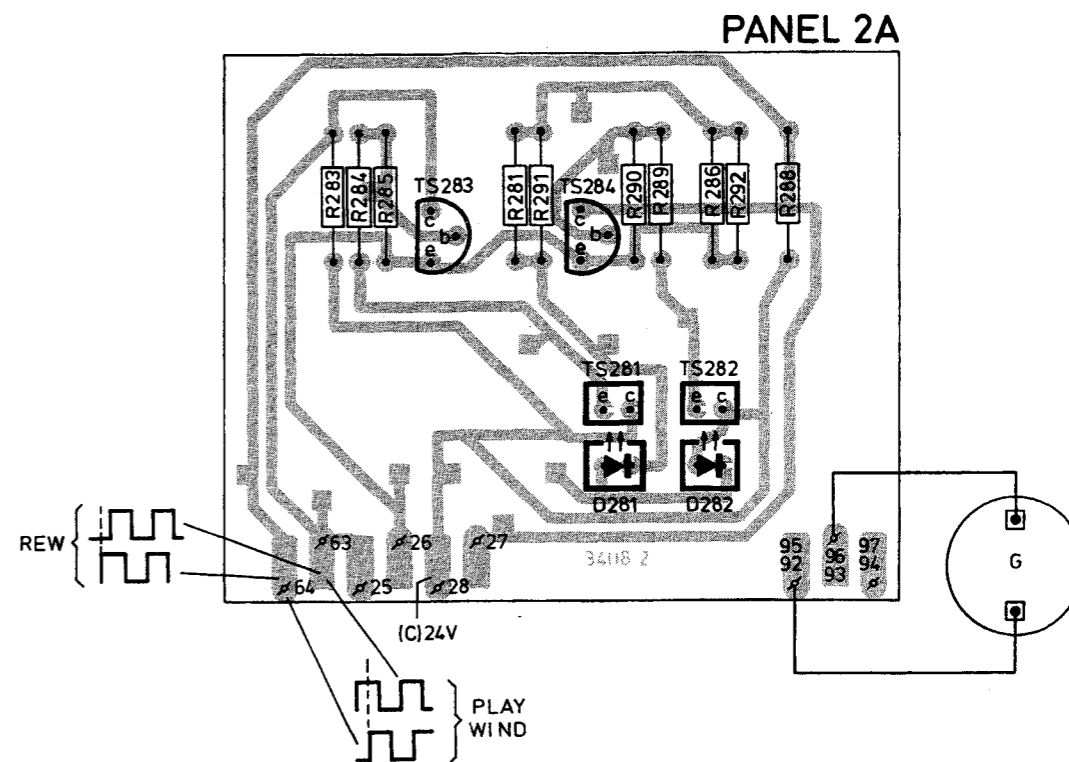 PANEL 2A
R283
R284
R285
TS283
c
b
e
R281
R291
TS284
c
b
e
R290
R289
R286
R292
R288
TS281
e c
TS282
e c
D281
D282
REW
63
26
27
64
25
28
3408 2
(C)24V
95
92
96
93
97
94
G
PLAY
WIND